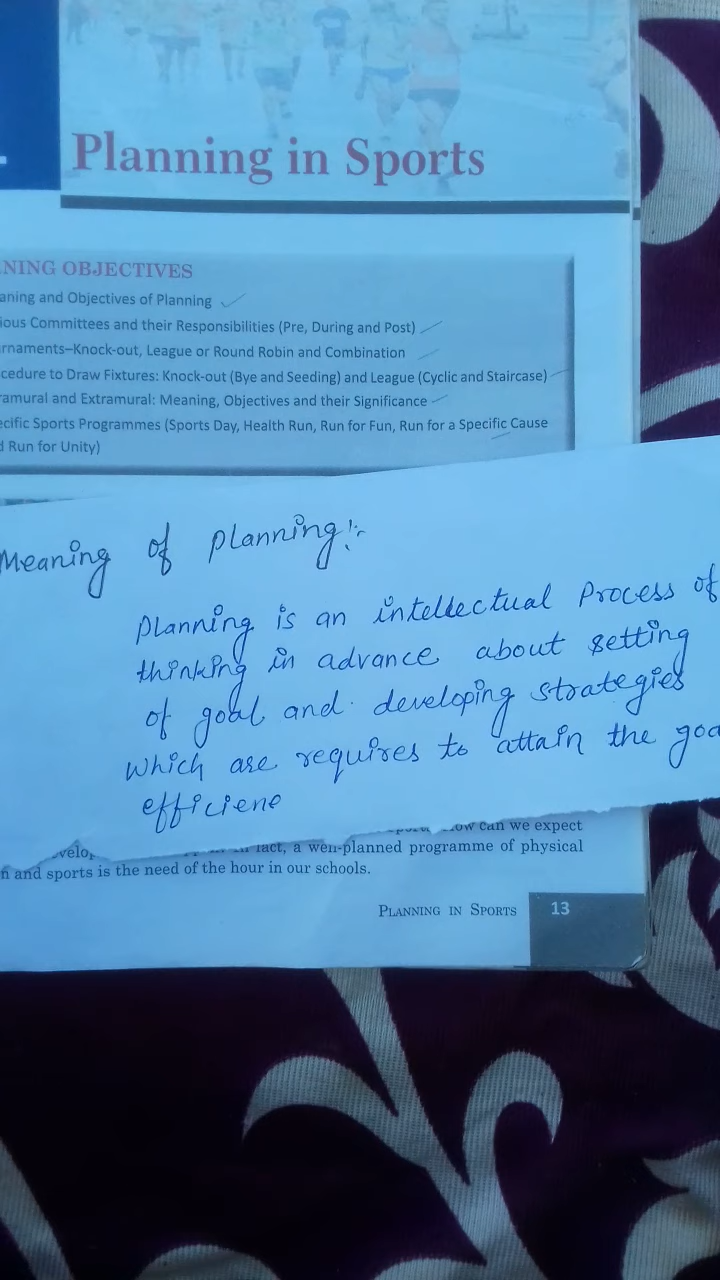 Planning in Sports
NING OBJECTIVES
aning and Objectives of Planning
ious Committees and their Responsibilities (Pre, During and Post)
rnaments–Knock-out, League or Round Robin and Combination
cedure to Draw Fixtures: Knock-out (Bye and Seeding) and League (Cyclic and Staircase)
ramural and Extramural: Meaning, Objectives and their Significance
ecific Sports Programmes (Sports Day, Health Run, Run for Fun, Run for a Specific Cause
d Run for Unity)
Meaning of planning:-
planning is an intellectual Process of
thinking in advance about setting
of goal and developing strategies
which are requires to attain the goa
efficiene
ow can we expect
fact, a well-planned programme of physical
n and sports is the need of the hour in our schools.
PLANNING IN SPORTS 13